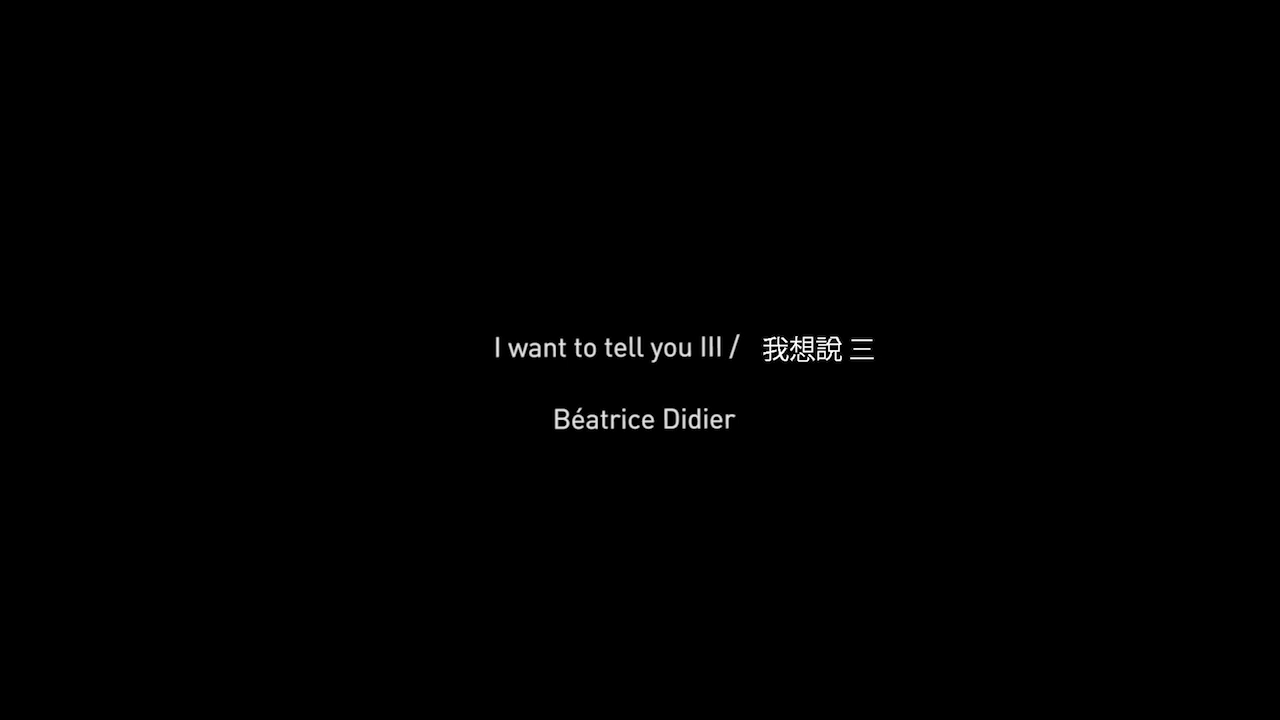 I want to tell you III / 我想說 三
Béatrice Didier